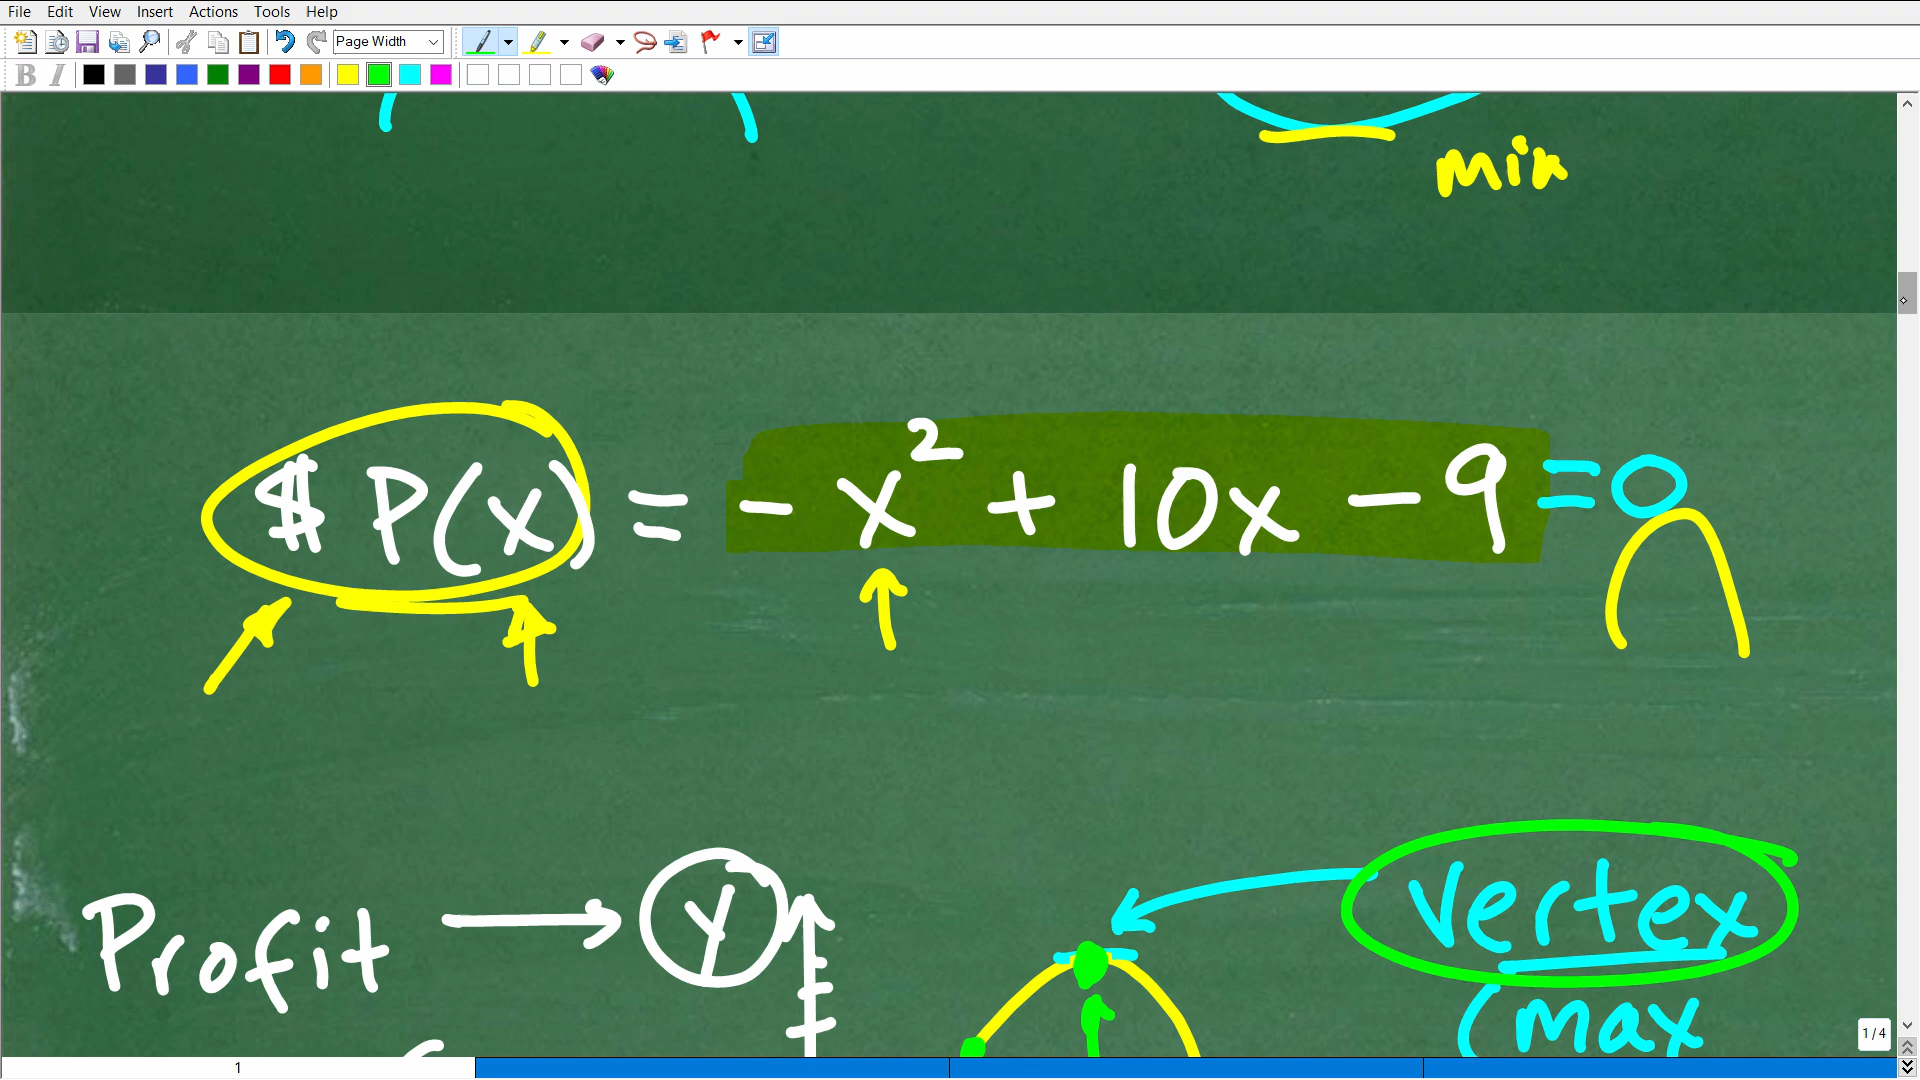 File Edit View Insert Actions Tools Help
Page Width
B I
min
$ P(x) = - x² + 10x - 9 = 0
Profit → Y
vertex
(max
1 / 4
1